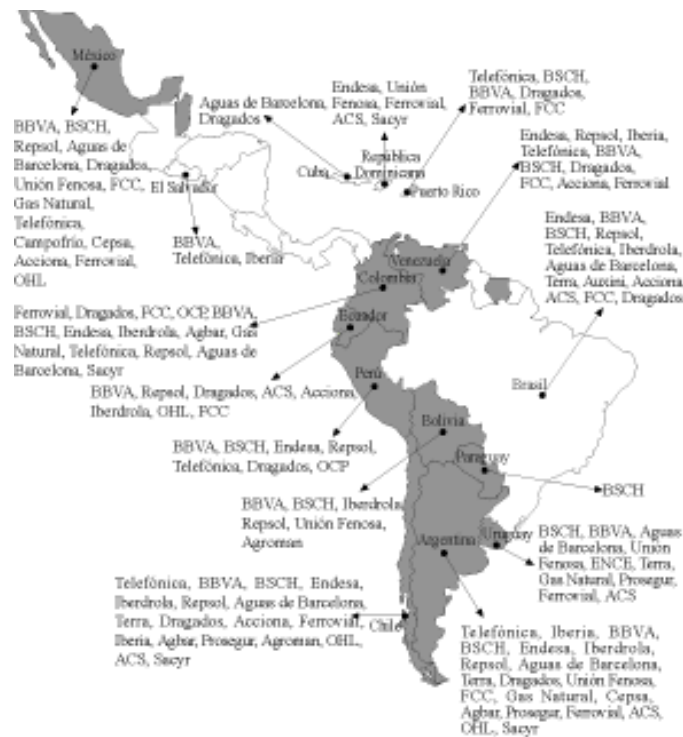 México
BBVA, BSCH,
Repsol, Aguas de
Barcelona, Dragados,
Unión Fenosa, FCC,
Gas Natural,
Telefónica,
Campofrío, Cepsa,
Acciona, Ferrovial,
OHL
Aguas de Barcelona,
Dragados
Cuba
Endesa, Unión
Fenosa, Ferrovial,
ACS, Sacyr
República
Dominicana
Telefónica, BSCH,
BBVA, Dragados,
Ferrovial, FCC
Puerto Rico
El Salvador
BBVA,
Telefónica, Iberia
Endesa, Repsol, Iberia,
Telefónica, BBVA,
BSCH, Dragados,
FCC, Acciona, Ferrovial
Venezuela
Colombia
Ferrovial, Dragados, FCC, OCP, BBVA,
BSCH, Endesa, Iberdrola, Agbar, Gas
Natural, Telefónica, Repsol, Aguas de
Barcelona, Sacyr
Ecuador
BBVA, Repsol, Dragados, ACS, Acciona,
Iberdrola, OHL, FCC
Endesa, BBVA,
BSCH, Repsol,
Telefónica, Iberdrola,
Aguas de Barcelona,
Terra, Auxini, Acciona,
ACS, FCC, Dragados
Brasil
Perú
BBVA, BSCH, Endesa, Repsol,
Telefónica, Dragados, OCP
Bolivia
BBVA, BSCH, Iberdrola,
Repsol, Unión Fenosa,
Agroman
Paraguay
BSCH
Uruguay
BSCH, BBVA, Aguas
de Barcelona, Unión
Fenosa, ENCE, Terra,
Gas Natural, Prosegur,
Ferrovial, ACS
Argentina
Telefónica, Iberia, BBVA,
BSCH, Endesa, Iberdrola,
Repsol, Aguas de Barcelona,
Terra, Dragados, Unión Fenosa,
FCC, Gas Natural, Cepsa,
Agbar, Prosegur, Ferrovial, ACS,
OHL, Sacyr
Telefónica, BBVA, BSCH, Endesa,
Iberdrola, Repsol, Aguas de Barcelona,
Terra, Dragados, Acciona, Ferrovial,
Iberia, Agbar, Prosegur, Agroman, OHL,
ACS, Sacyr
Chile